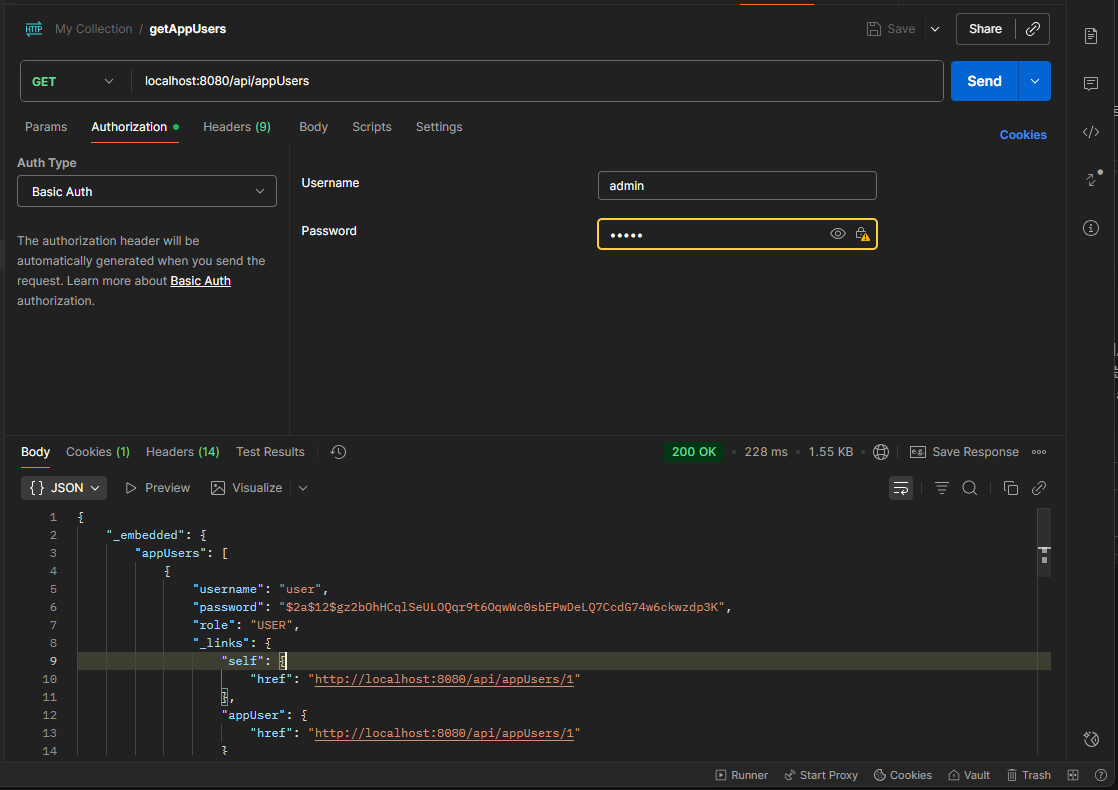 HTTP My Collection / getAppUsers Save Share
GET localhost:8080/api/appUsers Send
Params Authorization Headers (9) Body Scripts Settings Cookies
Auth Type
Basic Auth
The authorization header will be
automatically generated when you send the
request. Learn more about Basic Auth
authorization.
Username admin
Password •••••
Body Cookies (1) Headers (14) Test Results 200 OK • 228 ms • 1.55 KB • e.g. Save Response
{} JSON Preview Visualize
1 {
2 "_embedded": {
3 "appUsers": [
4 {
5 "username": "user",
6 "password": "$2a$12$gz2bOhHCqlSeULOQqr9t6OqwWc0sbEPwDeLQ7CcdG74w6ckwzdp3K",
7 "role": "USER",
8 "_links": {
9 "self": {
10 "href": "http://localhost:8080/api/appUsers/1"
11 },
12 "appUser": {
13 "href": "http://localhost:8080/api/appUsers/1"
14 }
Runner Start Proxy Cookies Vault Trash